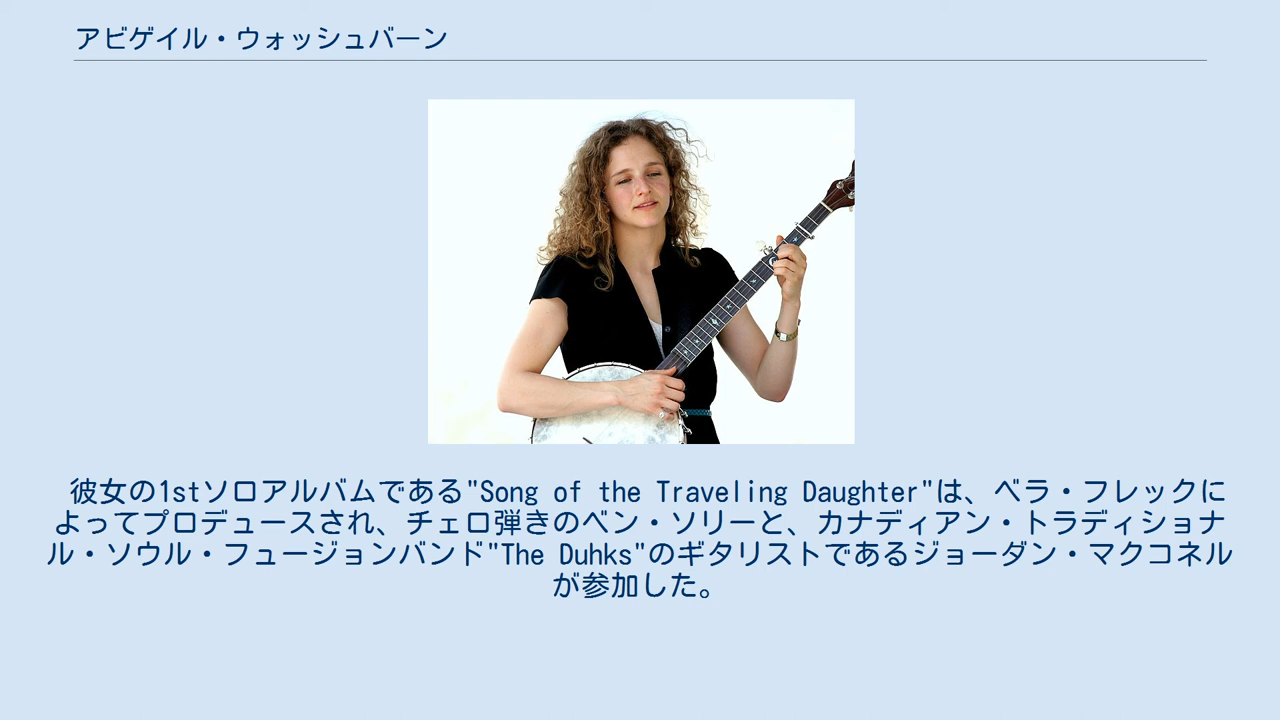 アビゲイル・ウォッシュバーン
彼女の1stソロアルバムである"Song of the Traveling Daughter"は、ベラ・フレックに
よってプロデュースされ、チェロ弾きのベン・ソリーと、カナディアン・トラディショナ
ル・ソウル・フュージョンバンド"The Duhks"のギタリストであるジョーダン・マクコネル
が参加した。